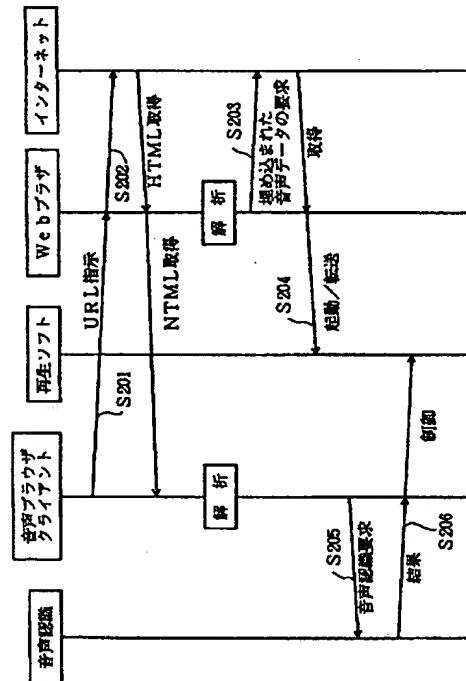 音声認識
音声ブラウザ
クライアント
再生ソフト
Webブラザ
インターネット
URL指示
S201
S202
HTML取得
NTML取得
解析
解析
S203
埋め込まれた
音声データの要求
取得
S204
起動／転送
S205
音声認識要求
制御
結果
S206